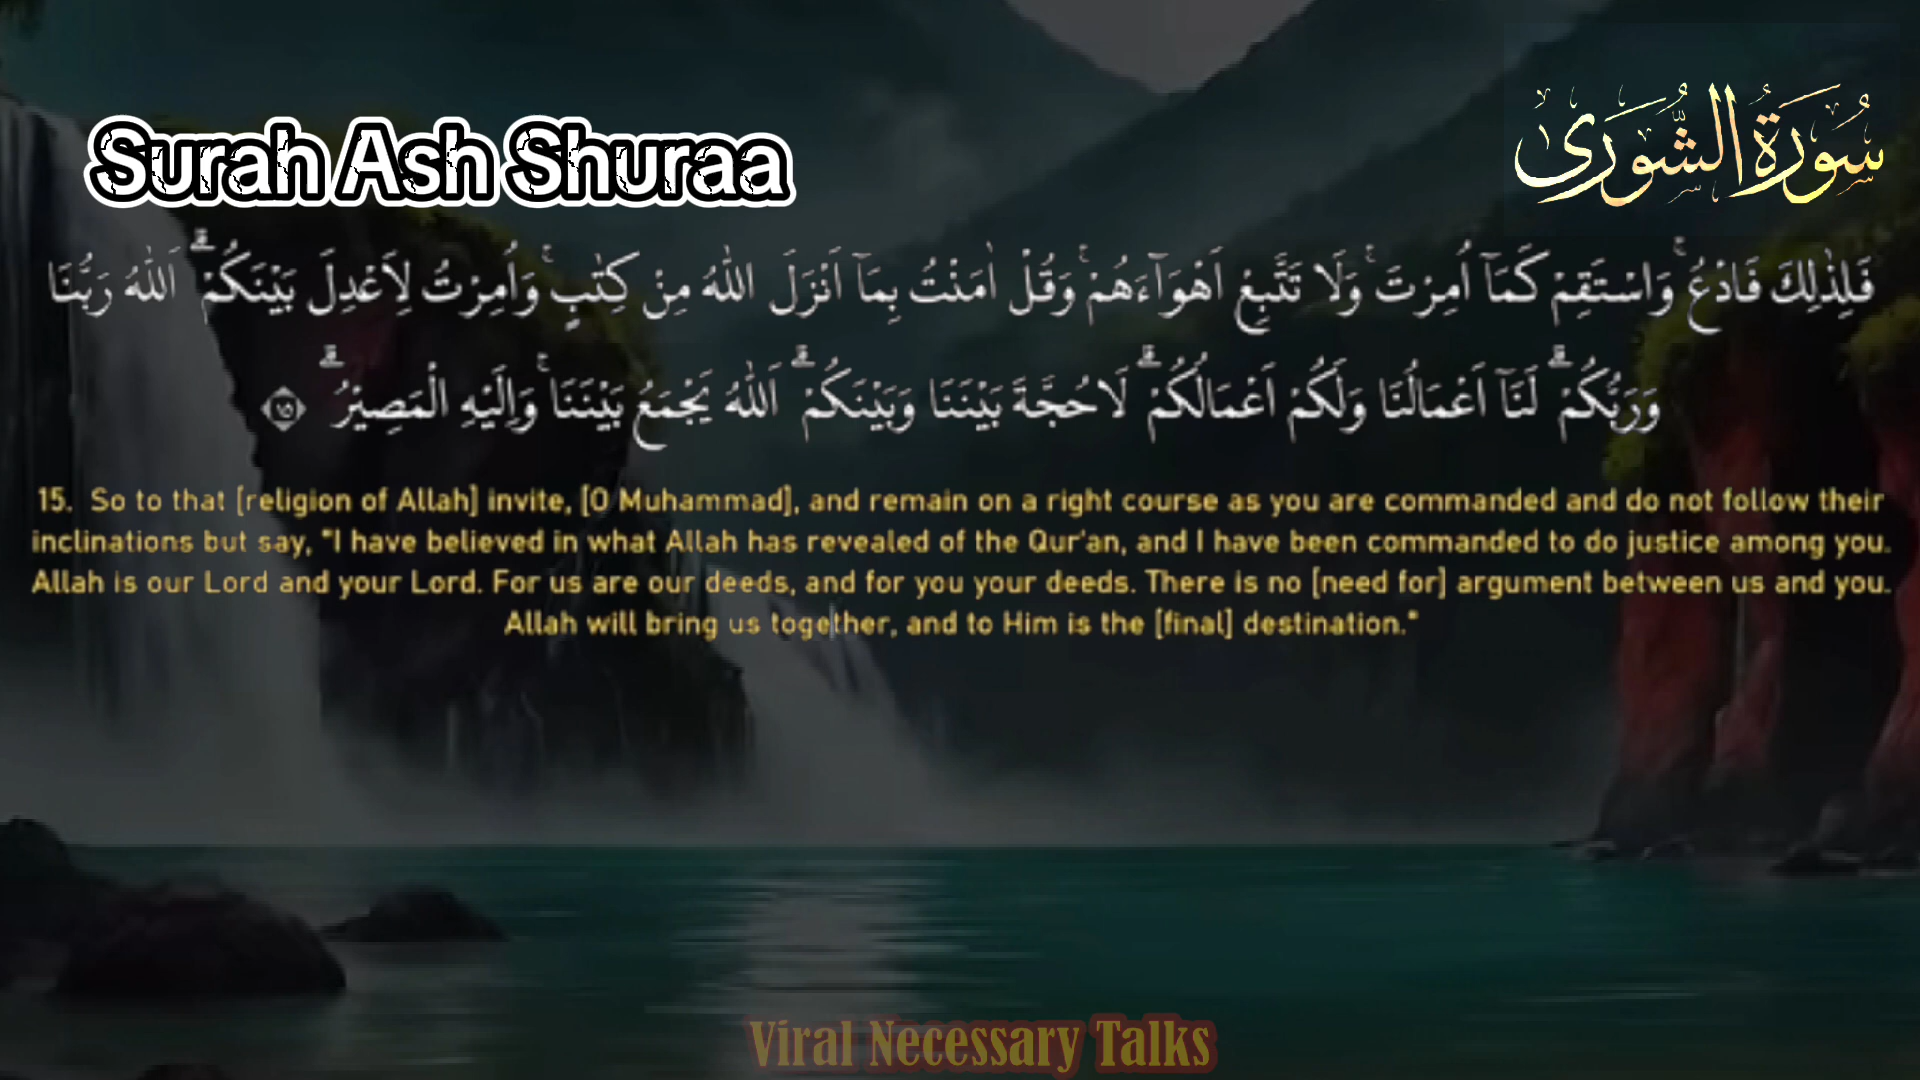 Surah Ash Shuraa
سُورَةُ الشُّورَى
فَلِذٰلِكَ فَادْعُ ۚ وَاسْتَقِمْ كَمَآ اُمِرْتَ ۚ وَلَا تَتَّبِعْ اَهْوَآءَهُمْ ۚ وَقُلْ اٰمَنْتُ بِمَآ اَنْزَلَ اللّٰهُ مِنْ كِتٰبٍ ۚ وَاُمِرْتُ لِاَعْدِلَ بَيْنَكُمْ ۗ اَللّٰهُ رَبُّنَا
وَرَبُّكُمْ ۗ لَنَآ اَعْمَالُنَا وَلَكُمْ اَعْمَالُكُمْ ۗ لَا حُجَّةَ بَيْنَنَا وَبَيْنَكُمْ ۗ اَللّٰهُ يَجْمَعُ بَيْنَنَا ۚ وَاِلَيْهِ الْمَصِيْرُ ۗ ١٥
15. So to that [religion of Allah] invite, [O Muhammad], and remain on a right course as you are commanded and do not follow their
inclinations but say, "I have believed in what Allah has revealed of the Qur'an, and I have been commanded to do justice among you.
Allah is our Lord and your Lord. For us are our deeds, and for you your deeds. There is no [need for] argument between us and you.
Allah will bring us together, and to Him is the [final] destination."
Viral Necessary Talks